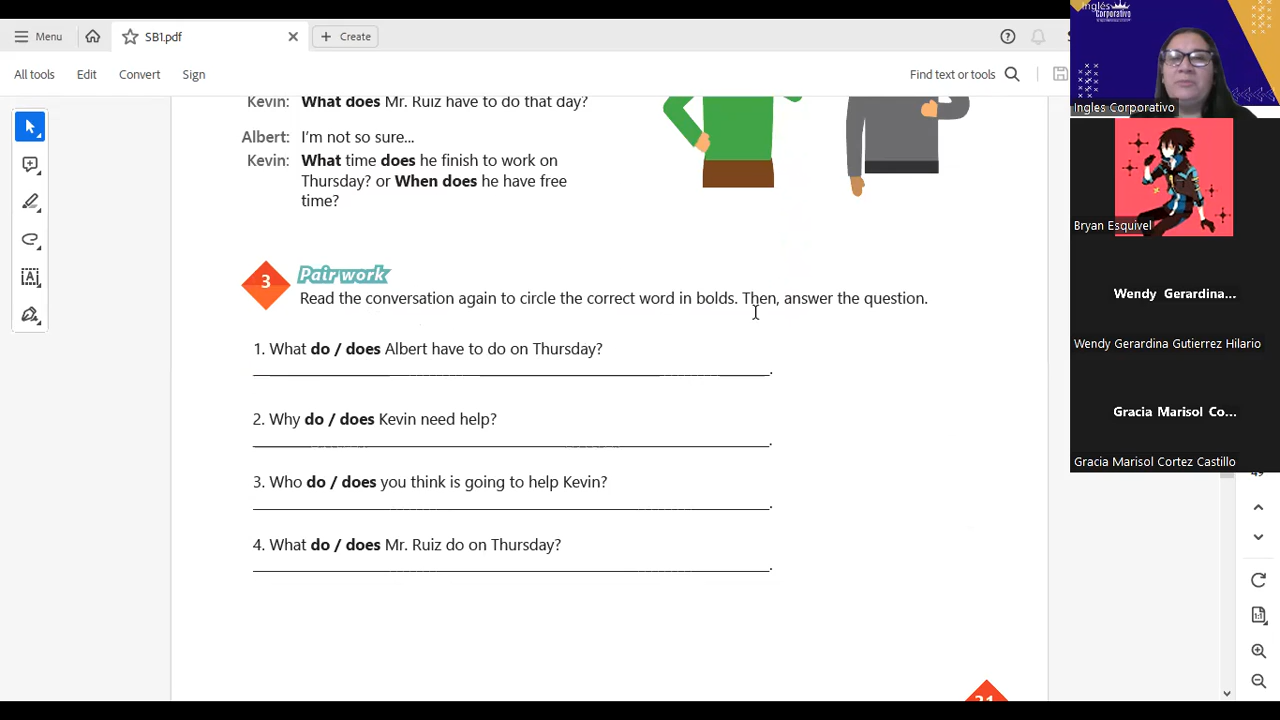 Menu
SB1.pdf
Create
All tools
Edit
Convert
Sign
Find text or tools
Kevin: What does Mr. Ruiz have to do that day?
Albert: I'm not so sure...
Kevin: What time does he finish to work on
Thursday? or When does he have free
time?
3
Pair work
Read the conversation again to circle the correct word in bolds. Then, answer the question.
1. What do / does Albert have to do on Thursday?
2. Why do / does Kevin need help?
3. Who do / does you think is going to help Kevin?
4. What do / does Mr. Ruiz do on Thursday?
Inglés
corporativo
Ingles Corporativo
Bryan Esquivel
Wendy Gerardina...
Wendy Gerardina Gutierrez Hilario
Gracia Marisol Co...
Gracia Marisol Cortez Castillo
1:1